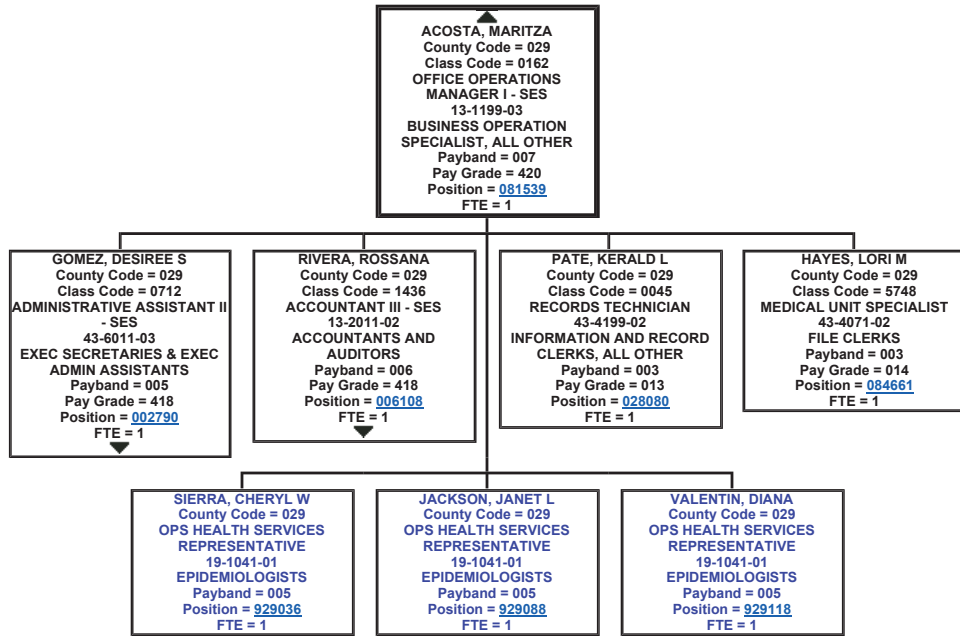 ACOSTA, MARITZA
County Code = 029
Class Code = 0162
OFFICE OPERATIONS
MANAGER I - SES
13-1199-03
BUSINESS OPERATION
SPECIALIST, ALL OTHER
Payband = 007
Pay Grade = 420
Position = 081539
FTE = 1
GOMEZ, DESIREE S
County Code = 029
Class Code = 0712
ADMINISTRATIVE ASSISTANT II
- SES
43-6011-03
EXEC SECRETARIES & EXEC
ADMIN ASSISTANTS
Payband = 005
Pay Grade = 418
Position = 002790
FTE = 1
RIVERA, ROSSANA
County Code = 029
Class Code = 1436
ACCOUNTANT III - SES
13-2011-02
ACCOUNTANTS AND
AUDITORS
Payband = 006
Pay Grade = 418
Position = 006108
FTE = 1
PATE, KERALD L
County Code = 029
Class Code = 0045
RECORDS TECHNICIAN
43-4199-02
INFORMATION AND RECORD
CLERKS, ALL OTHER
Payband = 003
Pay Grade = 013
Position = 028080
FTE = 1
HAYES, LORI M
County Code = 029
Class Code = 5748
MEDICAL UNIT SPECIALIST
43-4071-02
FILE CLERKS
Payband = 003
Pay Grade = 014
Position = 084661
FTE = 1
SIERRA, CHERYL W
County Code = 029
OPS HEALTH SERVICES
REPRESENTATIVE
19-1041-01
EPIDEMIOLOGISTS
Payband = 005
Position = 929036
FTE = 1
JACKSON, JANET L
County Code = 029
OPS HEALTH SERVICES
REPRESENTATIVE
19-1041-01
EPIDEMIOLOGISTS
Payband = 005
Position = 929088
FTE = 1
VALENTIN, DIANA
County Code = 029
OPS HEALTH SERVICES
REPRESENTATIVE
19-1041-01
EPIDEMIOLOGISTS
Payband = 005
Position = 929118
FTE = 1